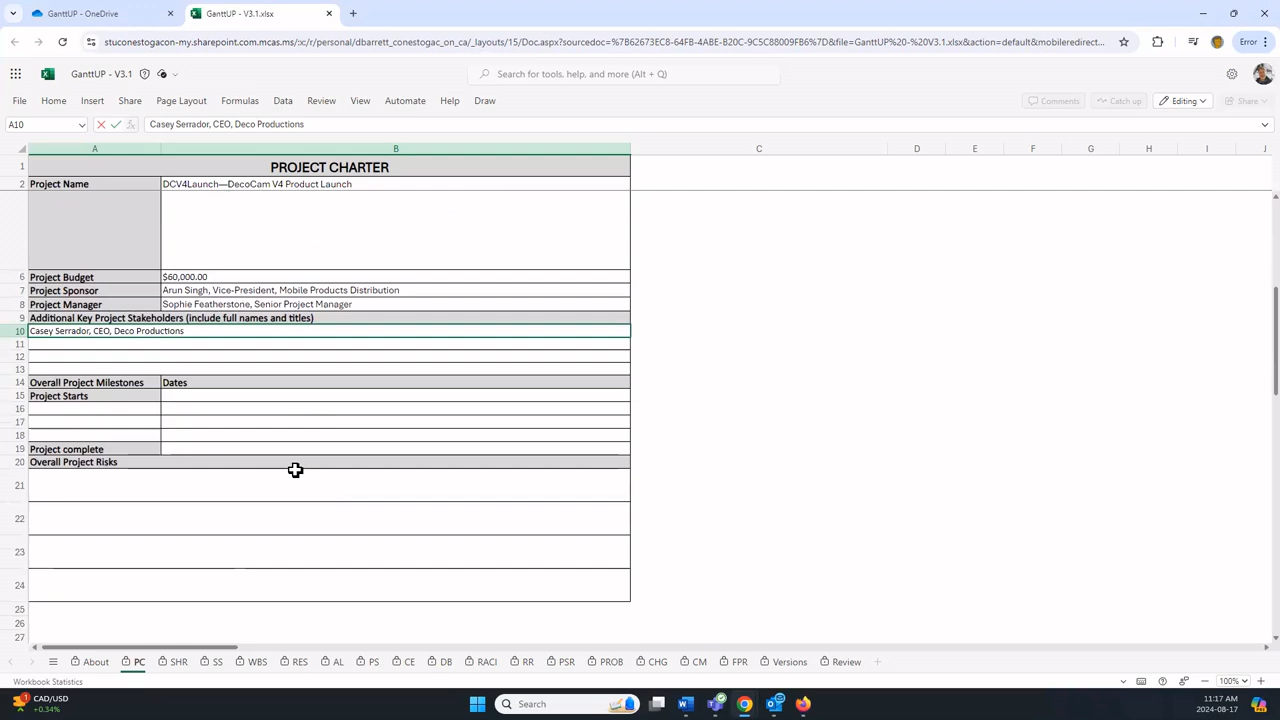 GanttUP - OneDrive
GanttUP - V3.1.xlsx
stuconestogacon-my.sharepoint.com.mcas.ms/:x:/r/personal/dbarrett_conestogac_on_ca/_layouts/15/Doc.aspx?sourcedoc=%7B62673EC8-64FB-4ABE-B20C-9C5C88009FB6%7D&file=GanttUP%20-%20V3.1.xlsx&action=default&mobileredirect...
Error
GanttUP - V3.1
Search for tools, help, and more (Alt + Q)
File Home Insert Share Page Layout Formulas Data Review View Automate Help Draw
Comments Catch up Editing Share
A10 fx Casey Serrador, CEO, Deco Productions
A B C D E F G H I J
1 PROJECT CHARTER
2 Project Name DCV4Launch—DecoCam V4 Product Launch
6 Project Budget $60,000.00
7 Project Sponsor Arun Singh, Vice-President, Mobile Products Distribution
8 Project Manager Sophie Featherstone, Senior Project Manager
9 Additional Key Project Stakeholders (include full names and titles)
10 Casey Serrador, CEO, Deco Productions
11
12
13
14 Overall Project Milestones Dates
15 Project Starts
16
17
18
19 Project complete
20 Overall Project Risks
21
22
23
24
25
26
27
About PC SHR SS WBS RES AL PS CE DB RACI RR PSR PROB CHG CM FPR Versions Review
Workbook Statistics
100%
CAD/USD
+0.34%
Search
11:17 AM
2024-08-17